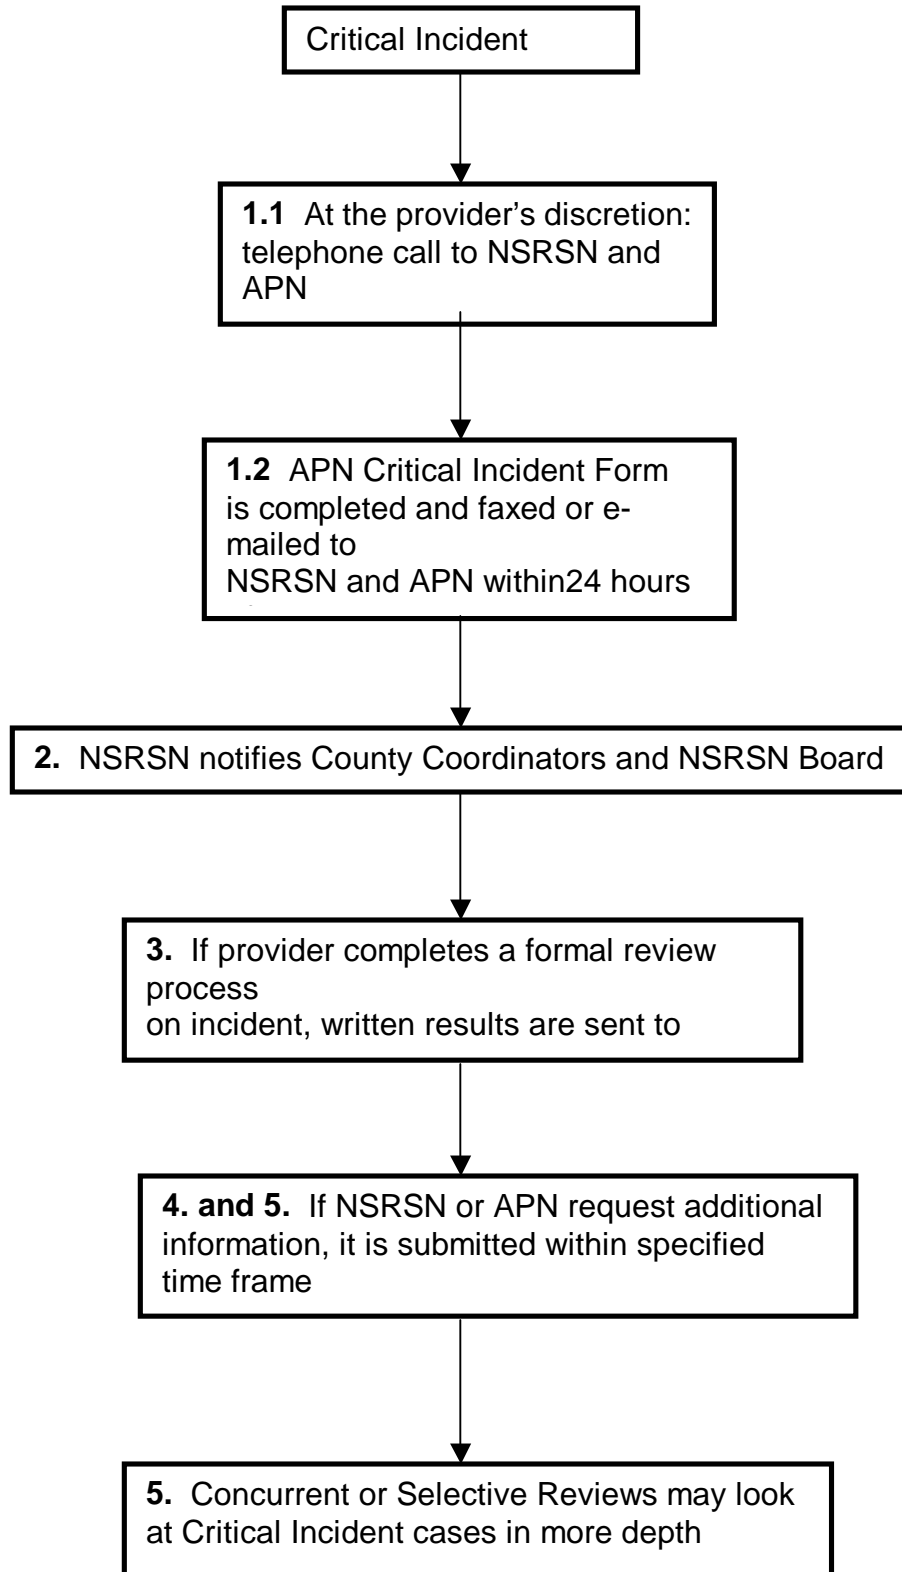 Critical Incident
1.1 At the provider's discretion:
telephone call to NSRSN and
APN
1.2 APN Critical Incident Form
is completed and faxed or e-
mailed to
NSRSN and APN within24 hours
2. NSRSN notifies County Coordinators and NSRSN Board
3. If provider completes a formal review
process
on incident, written results are sent to
4. and 5. If NSRSN or APN request additional
information, it is submitted within specified
time frame
5. Concurrent or Selective Reviews may look
at Critical Incident cases in more depth